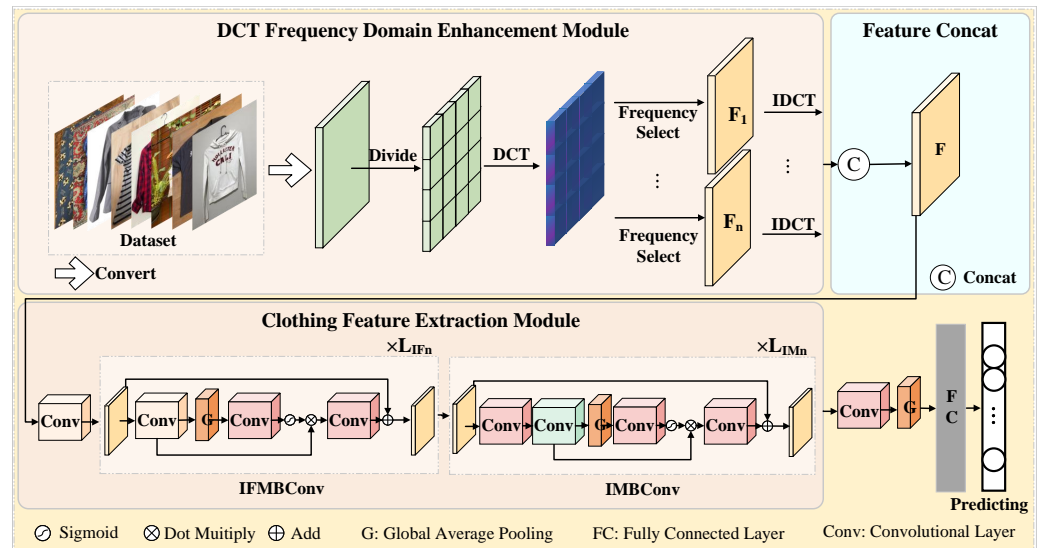 DCT Frequency Domain Enhancement Module
Feature Concat
Dataset
Convert
Divide
DCT
Frequency
Select
F1
IDCT
⋮
Frequency
Select
Fn
IDCT
⋮
C
F
C Concat
Clothing Feature Extraction Module
×LIFn
×LIMn
Conv
Conv
G
Conv
Conv
IFMBConv
Conv
Conv
G
Conv
Conv
IMBConv
Conv
G
F
C
⋮
Predicting
Sigmoid
Dot Muitiply
Add
G: Global Average Pooling
FC: Fully Connected Layer
Conv: Convolutional Layer